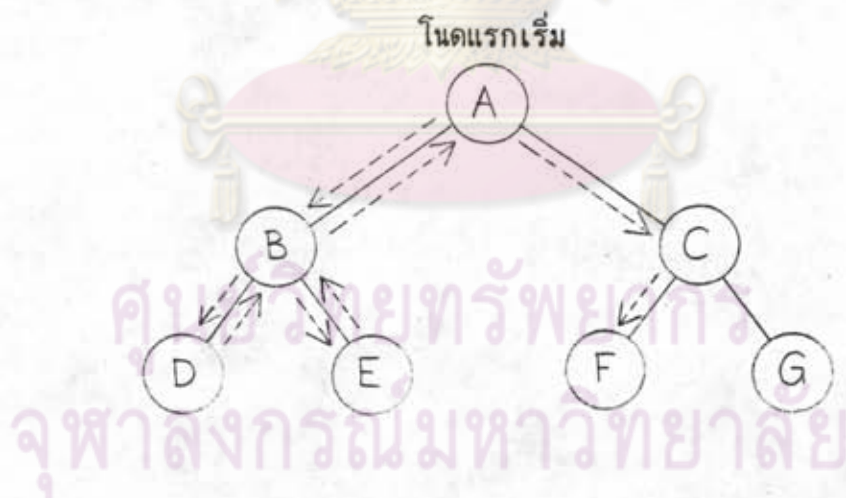 โนดแรกเริ่ม
A
B C
D E F G
ศูนย์วิทยทรัพยากร
จุฬาลงกรณ์มหาวิทยาลัย